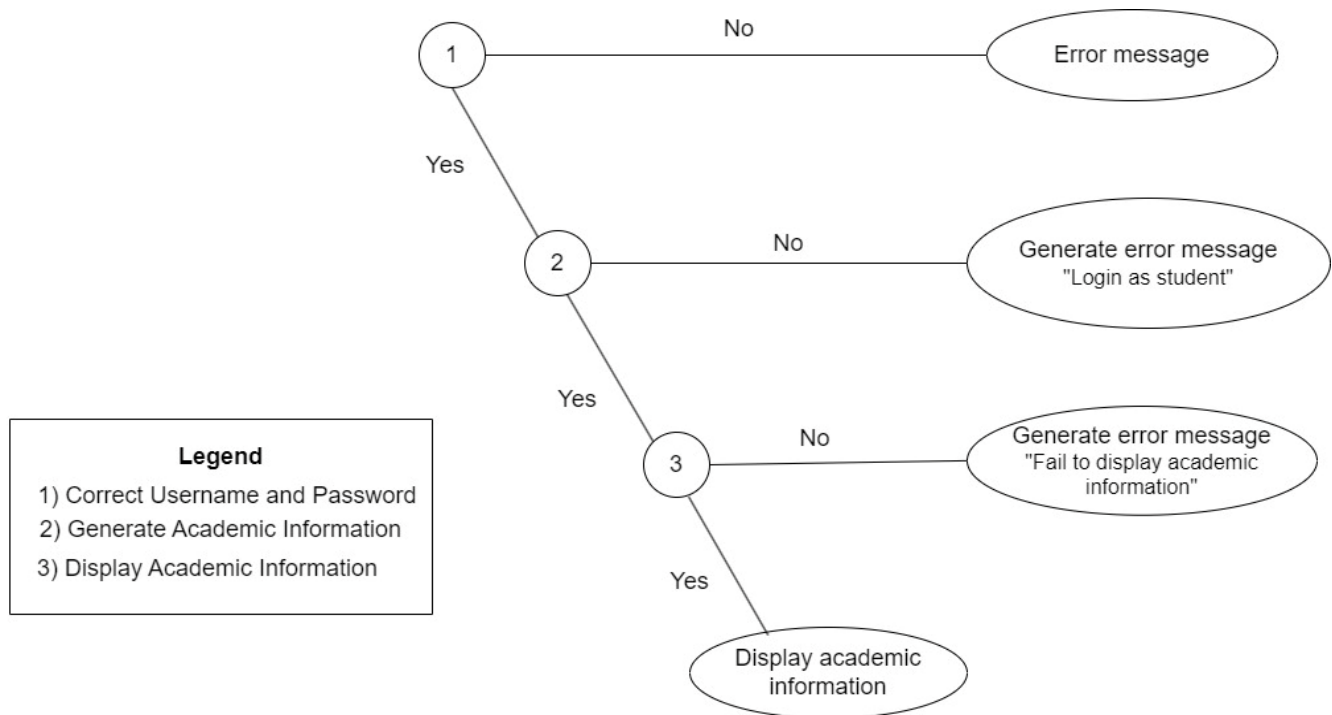 1
No
Error message
Yes
2
No
Generate error message
"Login as student"
Yes
3
No
Generate error message
"Fail to display academic
information"
Legend
1) Correct Username and Password
2) Generate Academic Information
3) Display Academic Information
Yes
Display academic
information